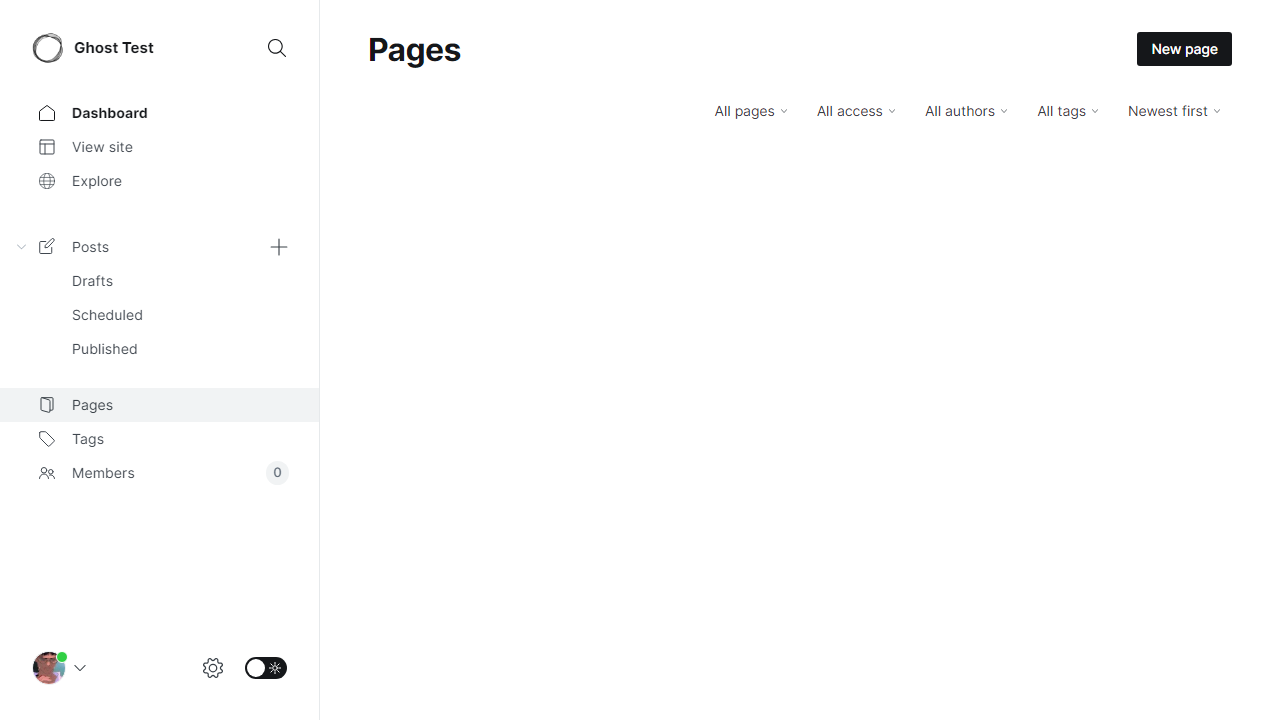 Ghost Test
Dashboard
View site
Explore
Posts
Drafts
Scheduled
Published
Pages
Tags
Members 0
Pages
New page
All pages All access All authors All tags Newest first